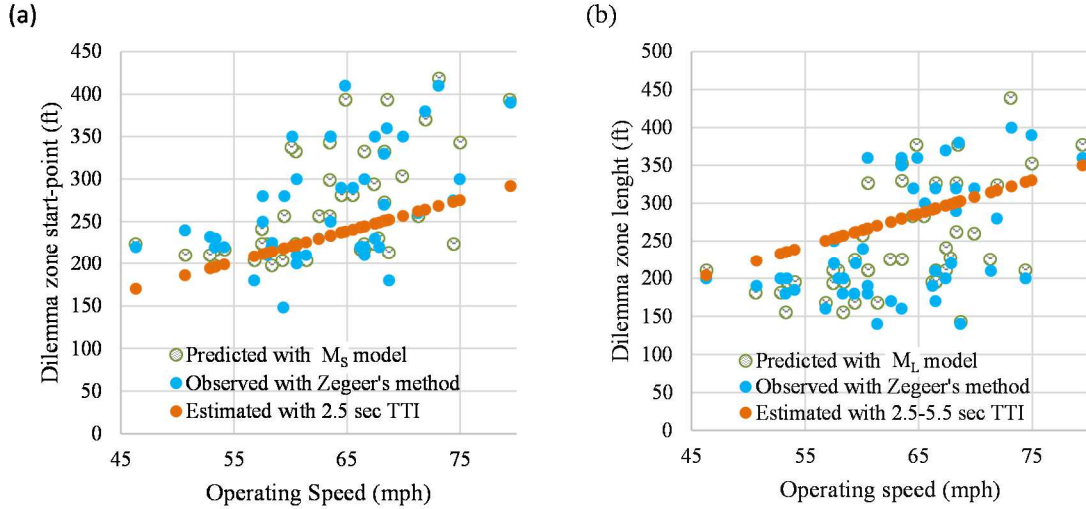 (a)
450
400
350
300
250
200
150
100
50
0
45
55
65
75
Dilemma zone start-point (ft)
Operating Speed (mph)
Predicted with MS model
Observed with Zegeer's method
Estimated with 2.5 sec TTI
(b)
500
450
400
350
300
250
200
150
100
50
0
45
55
65
75
Dilemma zone lenght (ft)
Operating speed (mph)
Predicted with ML model
Observed with Zegeer's method
Estimated with 2.5-5.5 sec TTI